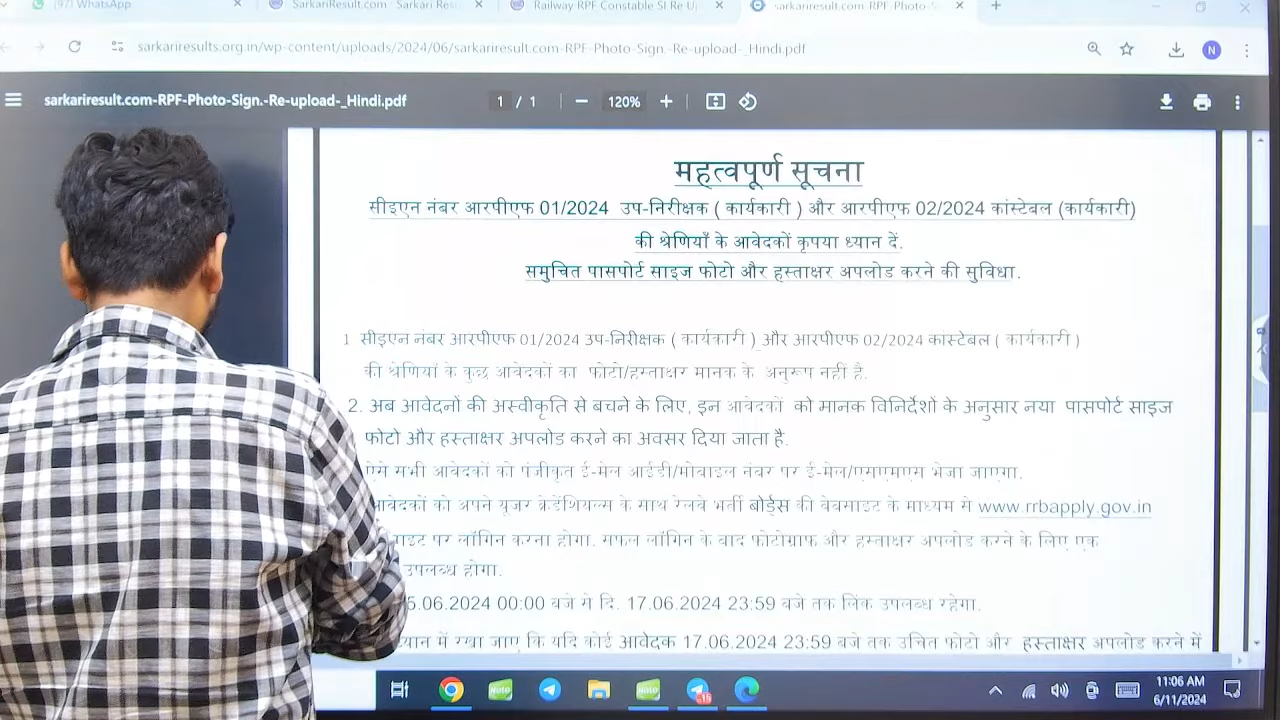 (97) WhatsApp
SarkariResult.com : Sarkari Resu
Railway RPF Constable SI Re Up
sarkariresult.com-RPF-Photo-S
sarkariresults.org.in/wp-content/uploads/2024/06/sarkariresult.com-RPF-Photo-Sign.-Re-upload-_Hindi.pdf
N
sarkariresult.com-RPF-Photo-Sign.-Re-upload-_Hindi.pdf
1 / 1
120%
महत्वपूर्ण सूचना
सीइएन नंबर आरपीएफ 01/2024 उप-निरीक्षक ( कार्यकारी ) और आरपीएफ 02/2024 कांस्टेबल (कार्यकारी)
की श्रेणियाँ के आवेदकों कृपया ध्यान दें.
समुचित पासपोर्ट साइज फोटो और हस्ताक्षर अपलोड करने की सुविधा.
1 सीइएन नंबर आरपीएफ 01/2024 उप-निरीक्षक ( कार्यकारी ) और आरपीएफ 02/2024 कांस्टेबल ( कार्यकारी )
की श्रेणियाँ के कुछ आवेदकों का फोटो/हस्ताक्षर मानक के अनुरूप नहीं है.
2. अब आवेदनों की अस्वीकृति से बचने के लिए, इन आवेदकों को मानक विनिर्देशों के अनुसार नया पासपोर्ट साइज
फोटो और हस्ताक्षर अपलोड करने का अवसर दिया जाता है.
ऐसे सभी आवेदकों को पंजीकृत ई-मेल आईडी/मोबाइल नंबर पर ई-मेल/एसएमएस भेजा जाएगा.
आवेदकों को अपने यूजर क्रेडेंशियल्स के साथ रेलवे भर्ती बोर्ड्स की वेबसाइट के माध्यम से www.rrbapply.gov.in
साइट पर लॉगिन करना होगा. सफल लॉगिन के बाद फोटोग्राफ और हस्ताक्षर अपलोड करने के लिए एक
उपलब्ध होगा.
5.06.2024 00:00 बजे से दि. 17.06.2024 23:59 बजे तक लिंक उपलब्ध रहेगा.
ध्यान में रखा जाए कि यदि कोई आवेदक 17.06.2024 23:59 बजे तक उचित फोटो और हस्ताक्षर अपलोड करने में
Note
Note
15
11:06 AM
6/11/2024